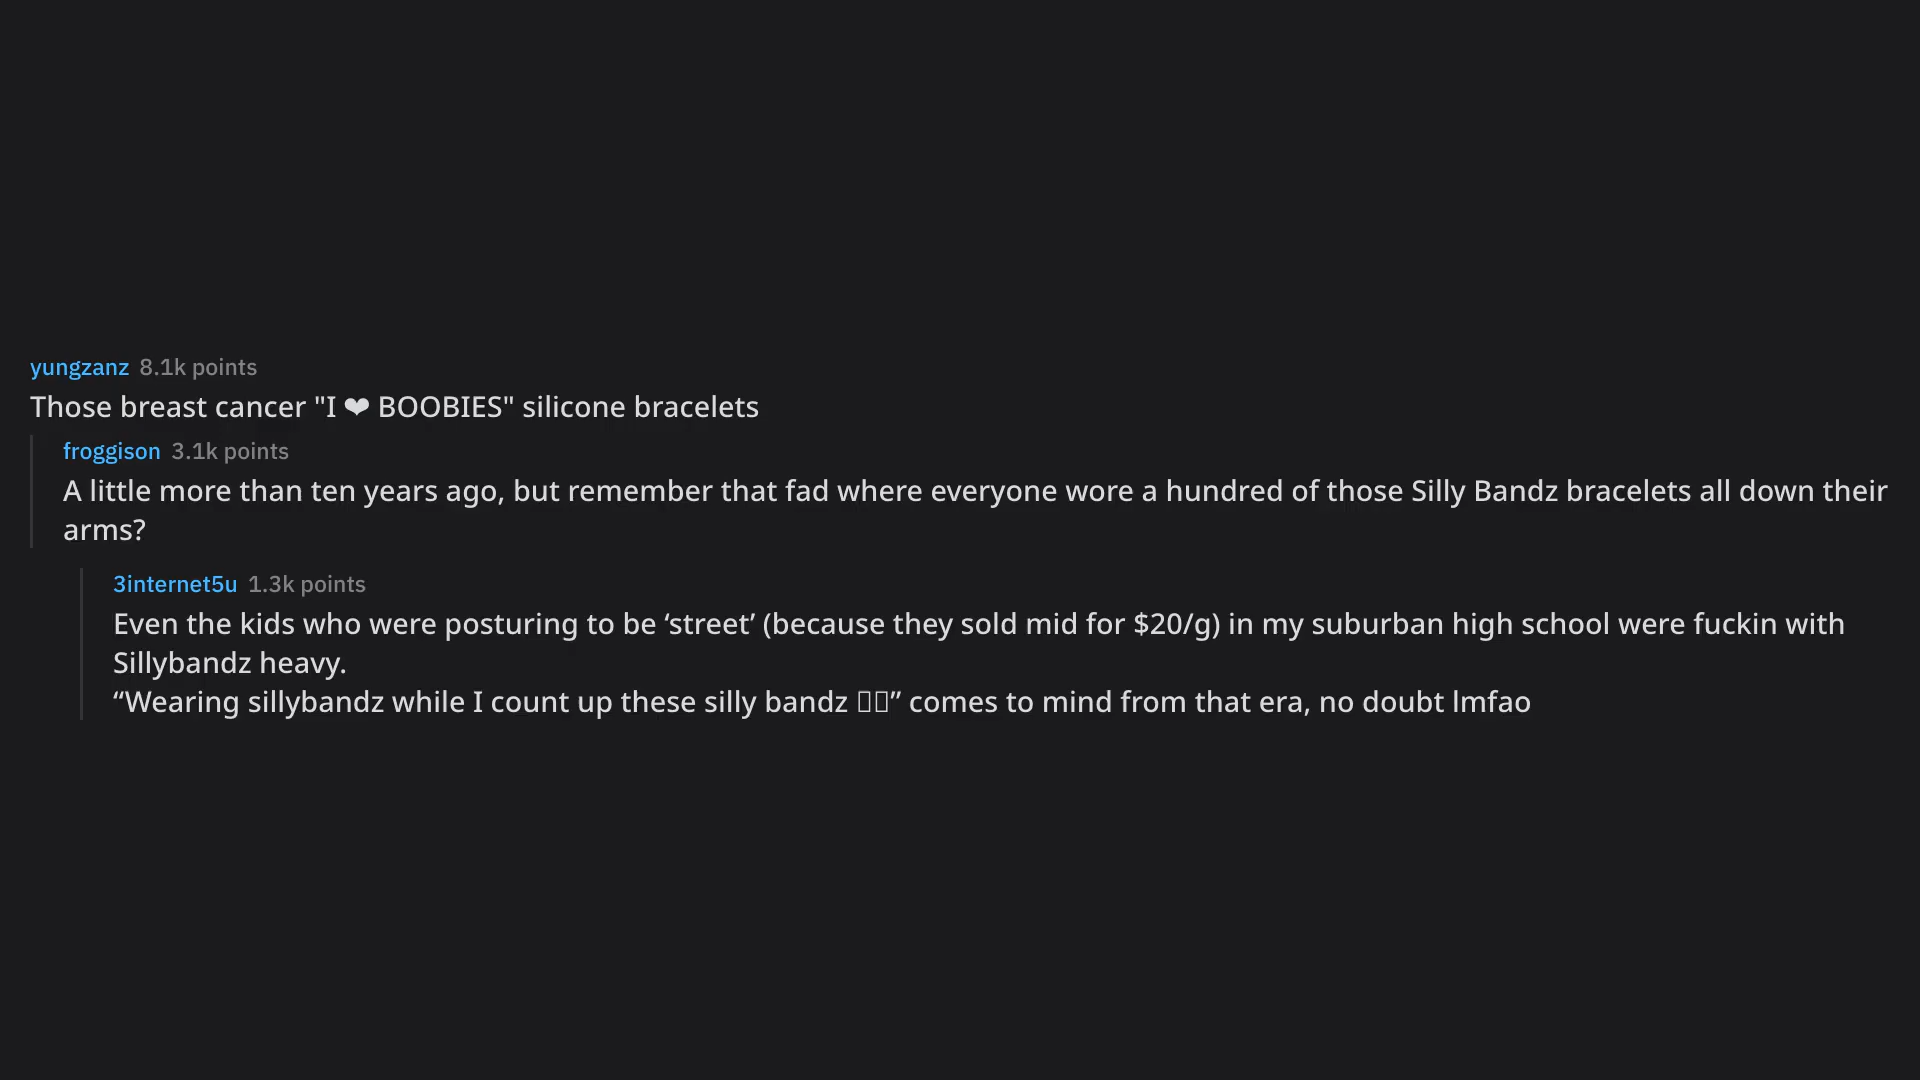 yungzanz 8.1k points
Those breast cancer "I ❤ BOOBIES" silicone bracelets
froggison 3.1k points
A little more than ten years ago, but remember that fad where everyone wore a hundred of those Silly Bandz bracelets all down their
arms?
3internet5u 1.3k points
Even the kids who were posturing to be ‘street’ (because they sold mid for $20/g) in my suburban high school were fuckin with
Sillybandz heavy.
“Wearing sillybandz while I count up these silly bandz ▯▯” comes to mind from that era, no doubt lmfao